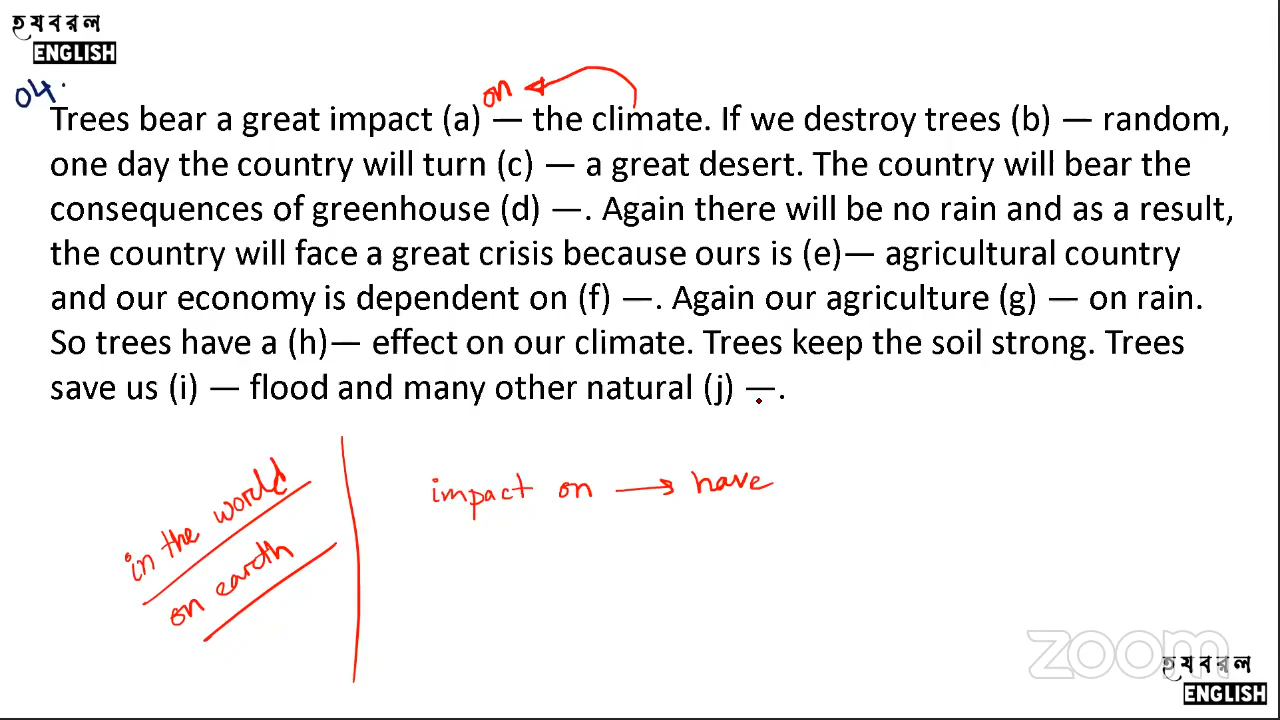 হ য ব র ল
ENGLISH
04.
on
Trees bear a great impact (a) — the climate. If we destroy trees (b) — random,
one day the country will turn (c) — a great desert. The country will bear the
consequences of greenhouse (d) —. Again there will be no rain and as a result,
the country will face a great crisis because ours is (e)— agricultural country
and our economy is dependent on (f) —. Again our agriculture (g) — on rain.
So trees have a (h)— effect on our climate. Trees keep the soil strong. Trees
save us (i) — flood and many other natural (j) —.
in the world
on earth
impact on → have
zoom
হ য ব র ল
ENGLISH